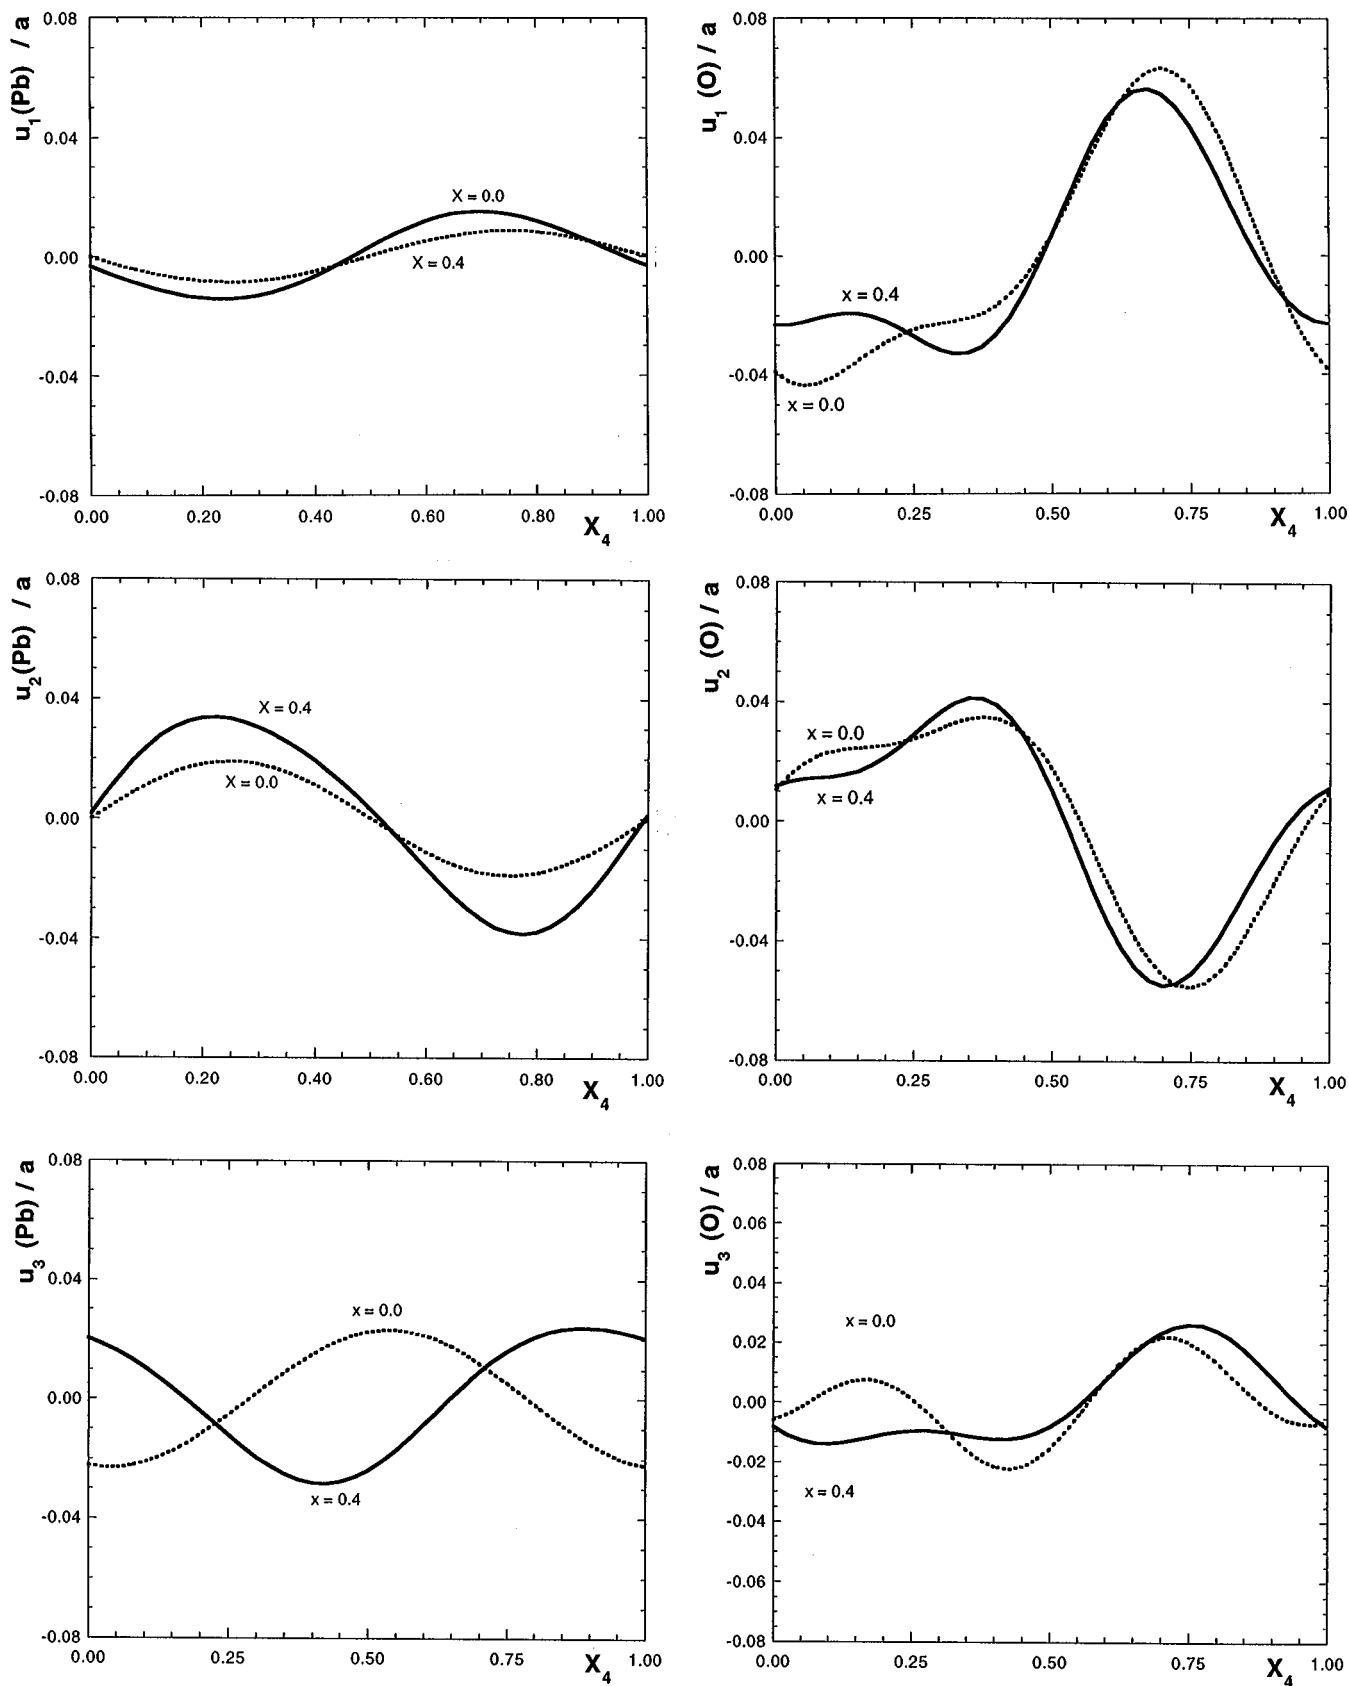 u1(Pb) / a
0.08
0.04
0.00
-0.04
-0.08
X = 0.0
X = 0.4
0.00 0.20 0.40 0.60 0.80 1.00
X4
u1 (O) / a
0.08
0.04
0.00
-0.04
-0.08
x = 0.4
x = 0.0
0.00 0.25 0.50 0.75 1.00
X4
u2(Pb) / a
0.08
0.04
0.00
-0.04
-0.08
X = 0.4
X = 0.0
0.00 0.20 0.40 0.60 0.80 1.00
X4
u2 (O) / a
0.08
0.04
0.00
-0.04
-0.08
x = 0.0
x = 0.4
0.00 0.25 0.50 0.75 1.00
X4
u3 (Pb) / a
0.08
0.04
0.00
-0.04
-0.08
x = 0.0
x = 0.4
0.00 0.25 0.50 0.75 1.00
X4
u3 (O) / a
0.08
0.06
0.04
0.02
0.00
-0.02
-0.04
-0.06
-0.08
x = 0.0
x = 0.4
0.00 0.25 0.50 0.75 1.00
X4